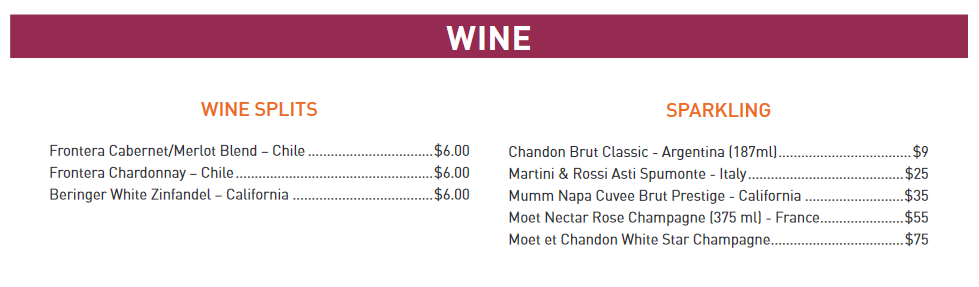 WINE
WINE SPLITS
Frontera Cabernet/Merlot Blend – Chile ................................$6.00
Frontera Chardonnay – Chile...................................................$6.00
Beringer White Zinfandel – California ....................................$6.00
SPARKLING
Chandon Brut Classic - Argentina (187ml)..................................$9
Martini & Rossi Asti Spumonte - Italy........................................$25
Mumm Napa Cuvee Brut Prestige - California .........................$35
Moet Nectar Rose Champagne (375 ml) - France.....................$55
Moet et Chandon White Star Champagne..................................$75